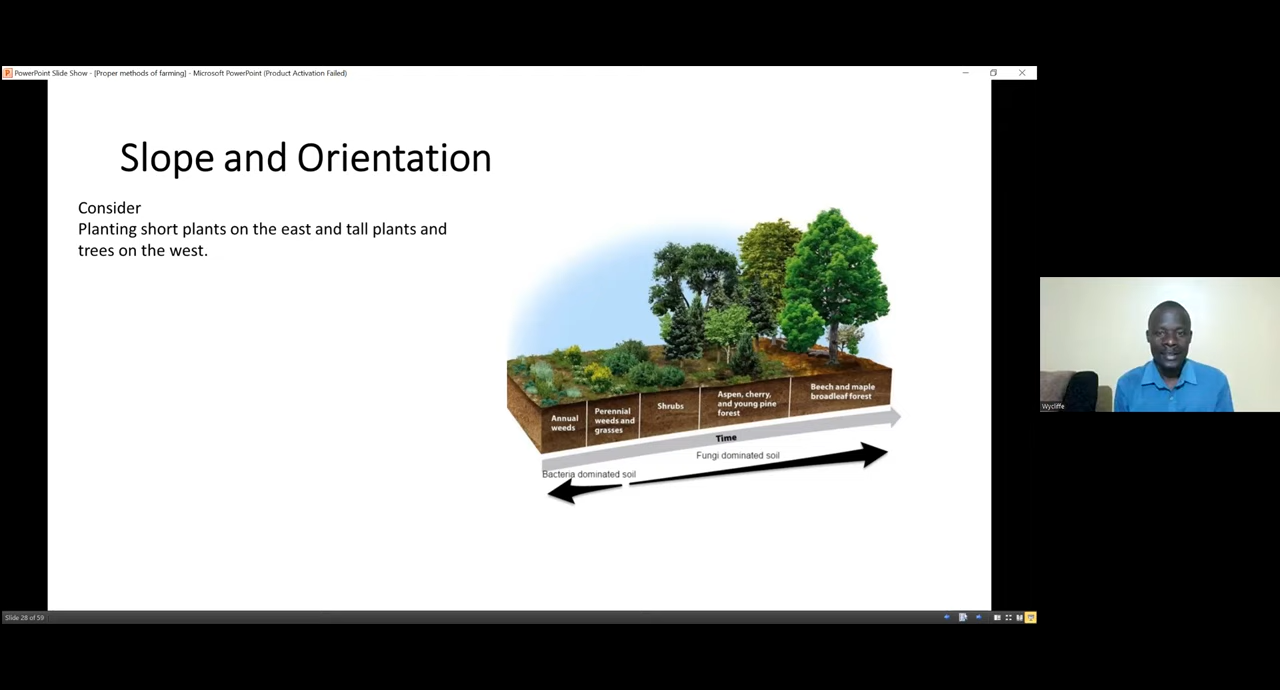 PowerPoint Slide Show - [Proper methods of farming] - Microsoft PowerPoint (Product Activation Failed)
Slope and Orientation
Consider
Planting short plants on the east and tall plants and
trees on the west.
Annual
weeds
Perennial
weeds and
grasses
Shrubs
Aspen, cherry,
and young pine
forest
Beech and maple
broadleaf forest
Time
Fungi dominated soil
Bacteria dominated soil
Wycliffe
Slide 28 of 59